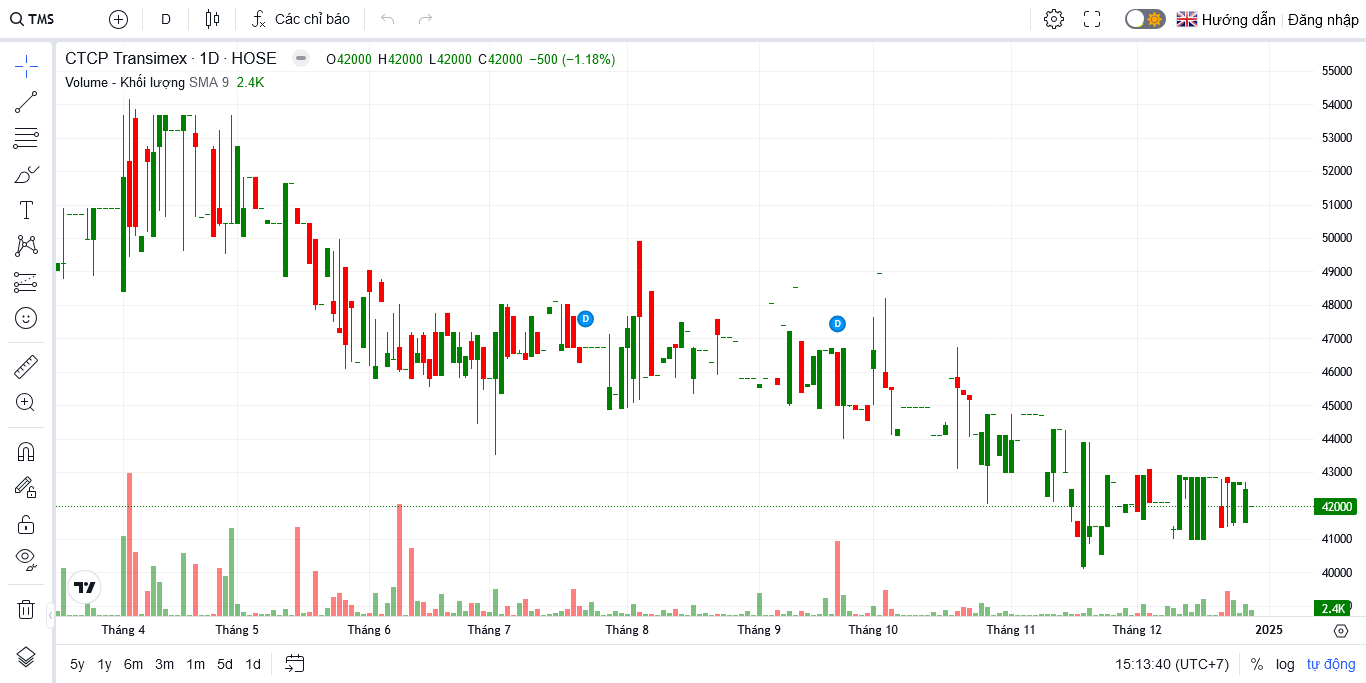 TMS D Các chỉ báo Hướng dẫn Đăng nhập
CTCP Transimex · 1D · HOSE O42000 H42000 L42000 C42000 −500 (−1.18%)
Volume - Khối lượng SMA 9 2.4K
55000
54000
53000
52000
51000
50000
49000
48000
47000
46000
45000
44000
43000
42000
41000
40000
2.4K
D
D
Tháng 4 Tháng 5 Tháng 6 Tháng 7 Tháng 8 Tháng 9 Tháng 10 Tháng 11 Tháng 12 2025
5y 1y 6m 3m 1m 5d 1d 15:13:40 (UTC+7) % log tự động